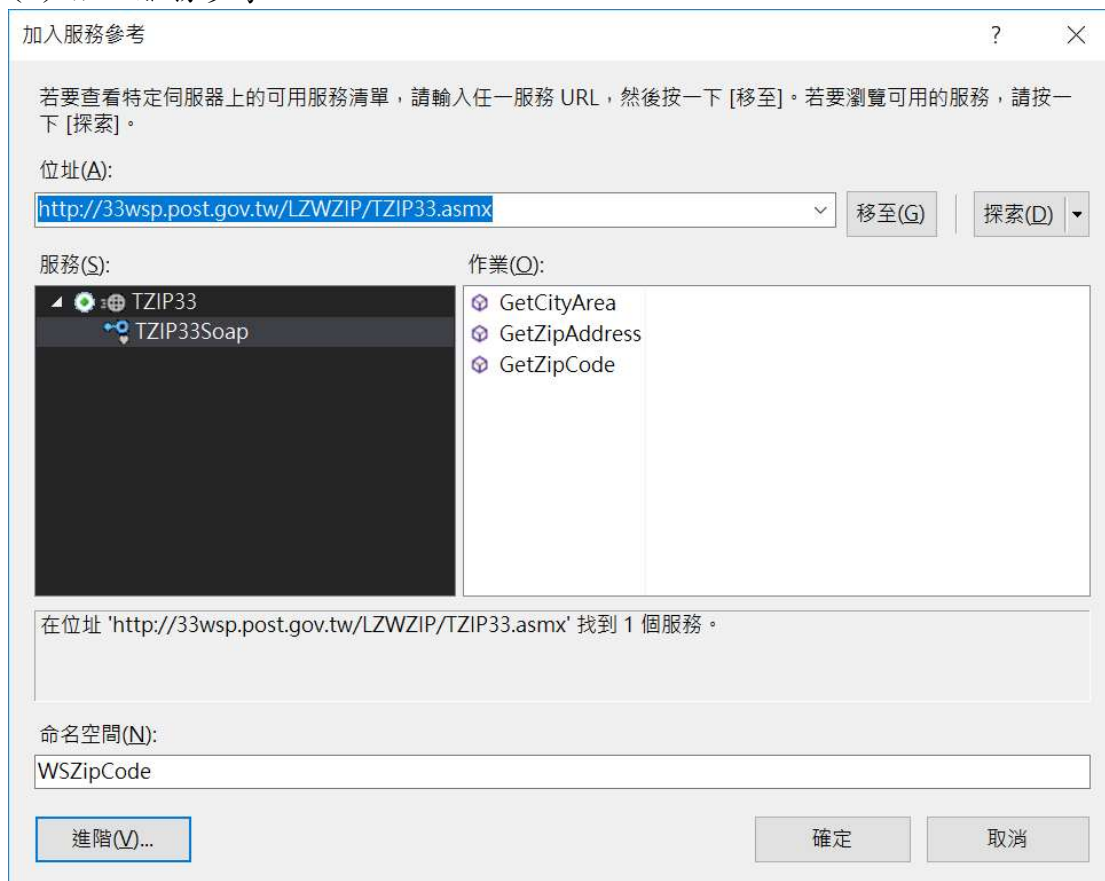 加入服務參考
?
若要查看特定伺服器上的可用服務清單，請輸入任一服務 URL，然後按一下 [移至]。若要瀏覽可用的服務，請按一
下 [探索]。
位址(A):
http://33wsp.post.gov.tw/LZWZIP/TZIP33.asmx 移至(G) 探索(D)
服務(S): 作業(O):
TZIP33 GetCityArea
TZIP33Soap GetZipAddress
GetZipCode
在位址 'http://33wsp.post.gov.tw/LZWZIP/TZIP33.asmx' 找到 1 個服務。
命名空間(N):
WSZipCode
進階(V)... 確定 取消